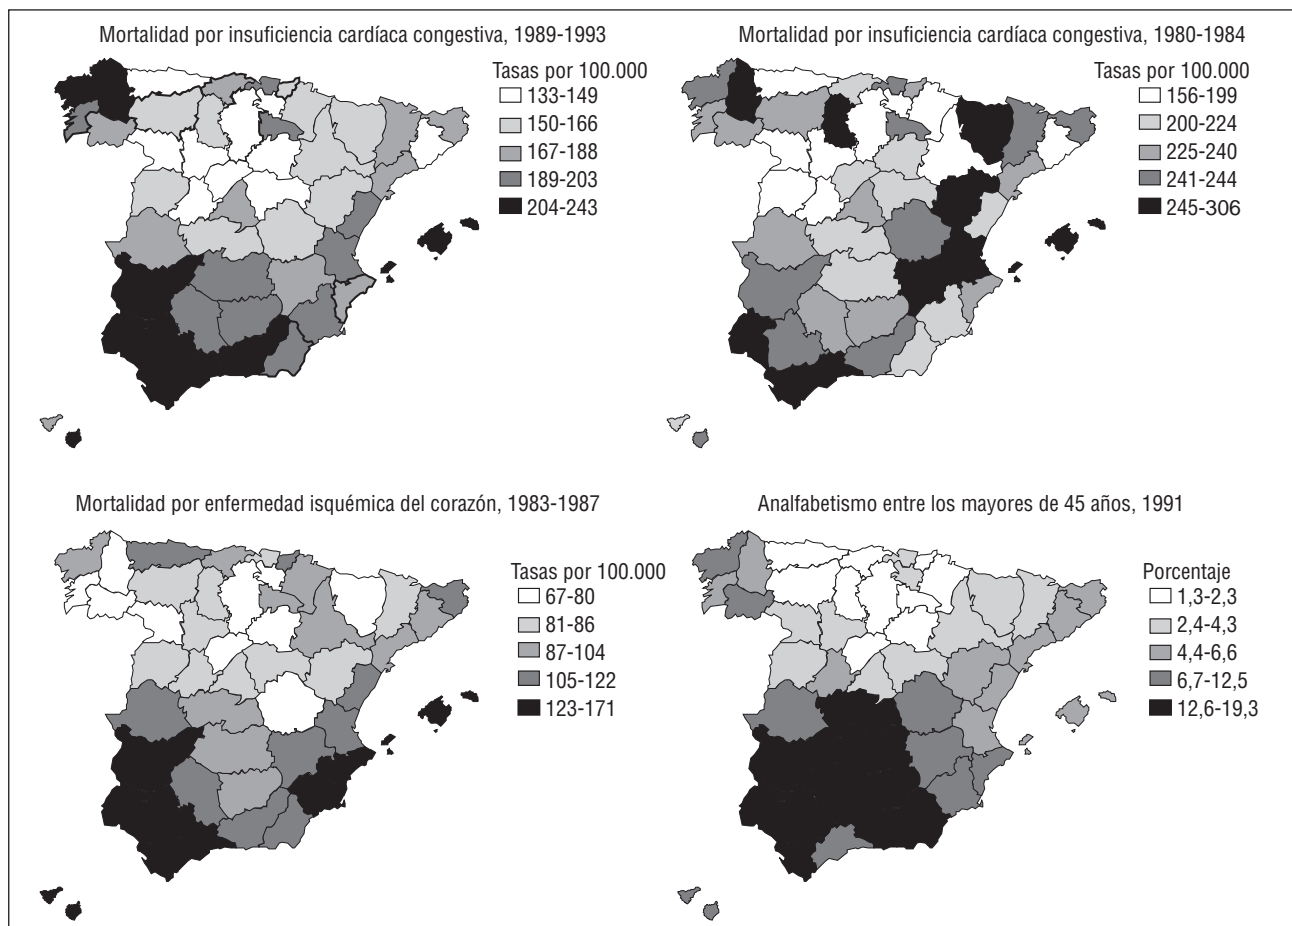 Mortalidad por insuficiencia cardíaca congestiva, 1989-1993
Tasas por 100.000
133-149
150-166
167-188
189-203
204-243
Mortalidad por insuficiencia cardíaca congestiva, 1980-1984
Tasas por 100.000
156-199
200-224
225-240
241-244
245-306
Mortalidad por enfermedad isquémica del corazón, 1983-1987
Tasas por 100.000
67-80
81-86
87-104
105-122
123-171
Analfabetismo entre los mayores de 45 años, 1991
Porcentaje
1,3-2,3
2,4-4,3
4,4-6,6
6,7-12,5
12,6-19,3